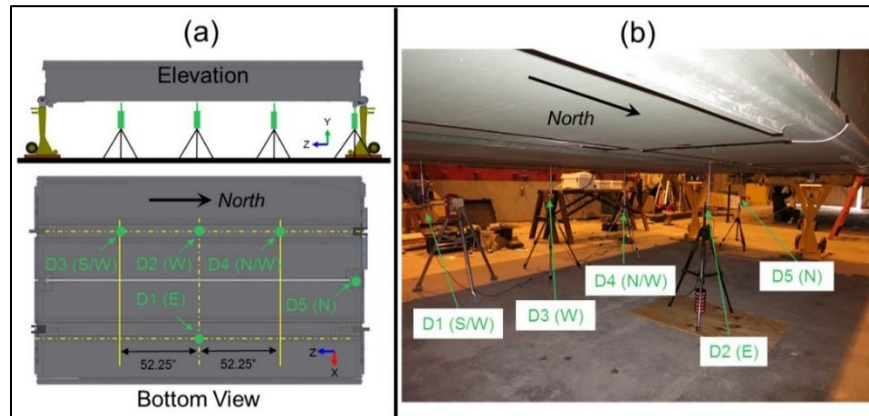 (a)
Elevation
Y
Z
North
D3 (S/W)
D2 (W)
D4 (N/W)
D1 (E)
D5 (N)
52.25"
52.25"
Z
X
Bottom View
(b)
North
D1 (S/W)
D3 (W)
D4 (N/W)
D2 (E)
D5 (N)